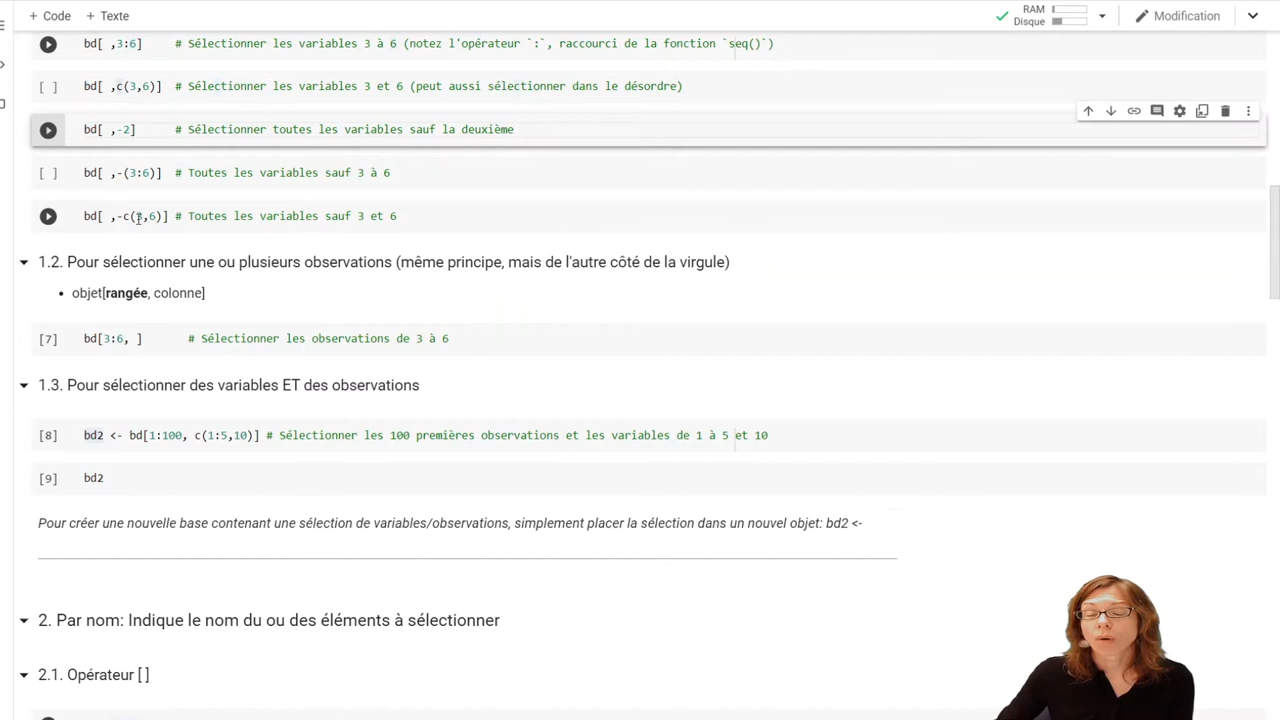 + Code + Texte RAM Disque Modification
bd[ ,3:6] # Sélectionner les variables 3 à 6 (notez l'opérateur `:`, raccourci de la fonction `seq()`)
[ ] bd[ ,c(3,6)] # Sélectionner les variables 3 et 6 (peut aussi sélectionner dans le désordre)
bd[ ,-2] # Sélectionner toutes les variables sauf la deuxième
[ ] bd[ ,-(3:6)] # Toutes les variables sauf 3 à 6
bd[ ,-c(3,6)] # Toutes les variables sauf 3 et 6
1.2. Pour sélectionner une ou plusieurs observations (même principe, mais de l'autre côté de la virgule)
• objet[rangée, colonne]
[7] bd[3:6, ] # Sélectionner les observations de 3 à 6
1.3. Pour sélectionner des variables ET des observations
[8] bd2 <- bd[1:100, c(1:5,10)] # Sélectionner les 100 premières observations et les variables de 1 à 5 et 10
[9] bd2
Pour créer une nouvelle base contenant une sélection de variables/observations, simplement placer la sélection dans un nouvel objet: bd2 <-
2. Par nom: Indique le nom du ou des éléments à sélectionner
2.1. Opérateur [ ]